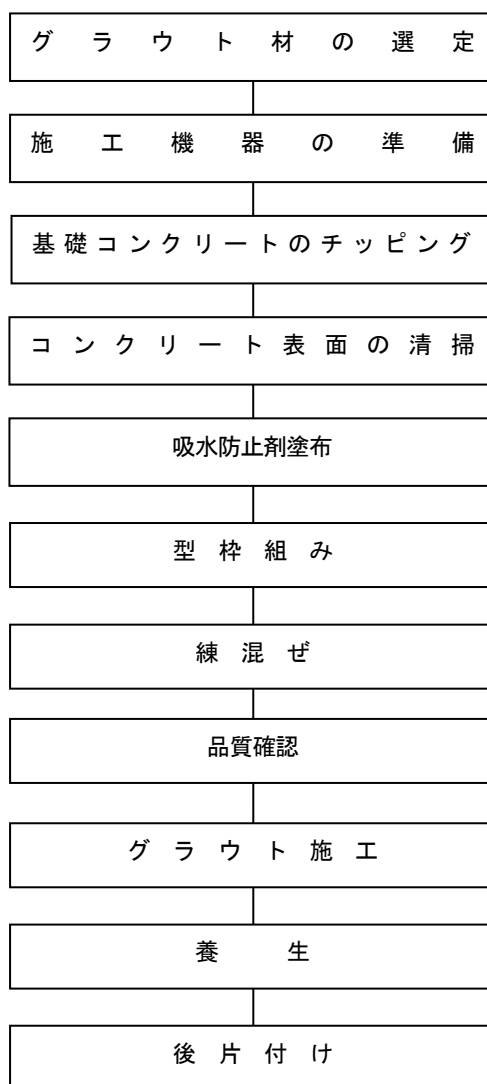 グラウト材の選定
施工機器の準備
基礎コンクリートのチッピング
コンクリート表面の清掃
吸水防止剤塗布
型枠組み
練混ぜ
品質確認
グラウト施工
養生
後片付け